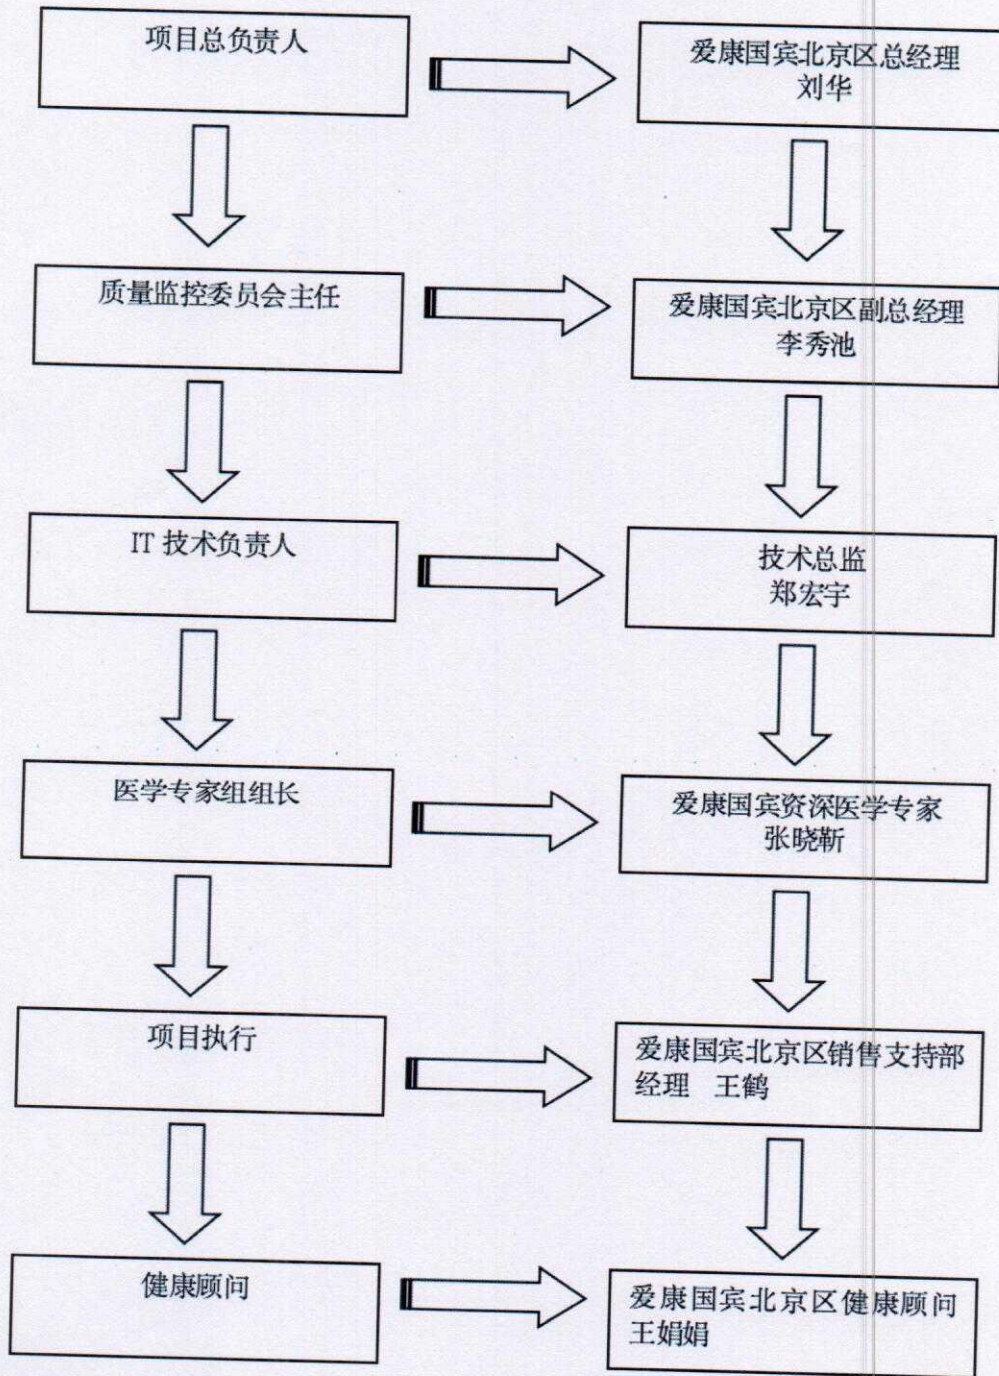 项目总负责人
爱康国宾北京区总经理
刘华
质量监控委员会主任
爱康国宾北京区副总经理
李秀池
IT 技术负责人
技术总监
郑宏宇
医学专家组组长
爱康国宾资深医学专家
张晓靳
项目执行
爱康国宾北京区销售支持部
经理 王鹤
健康顾问
爱康国宾北京区健康顾问
王娟娟